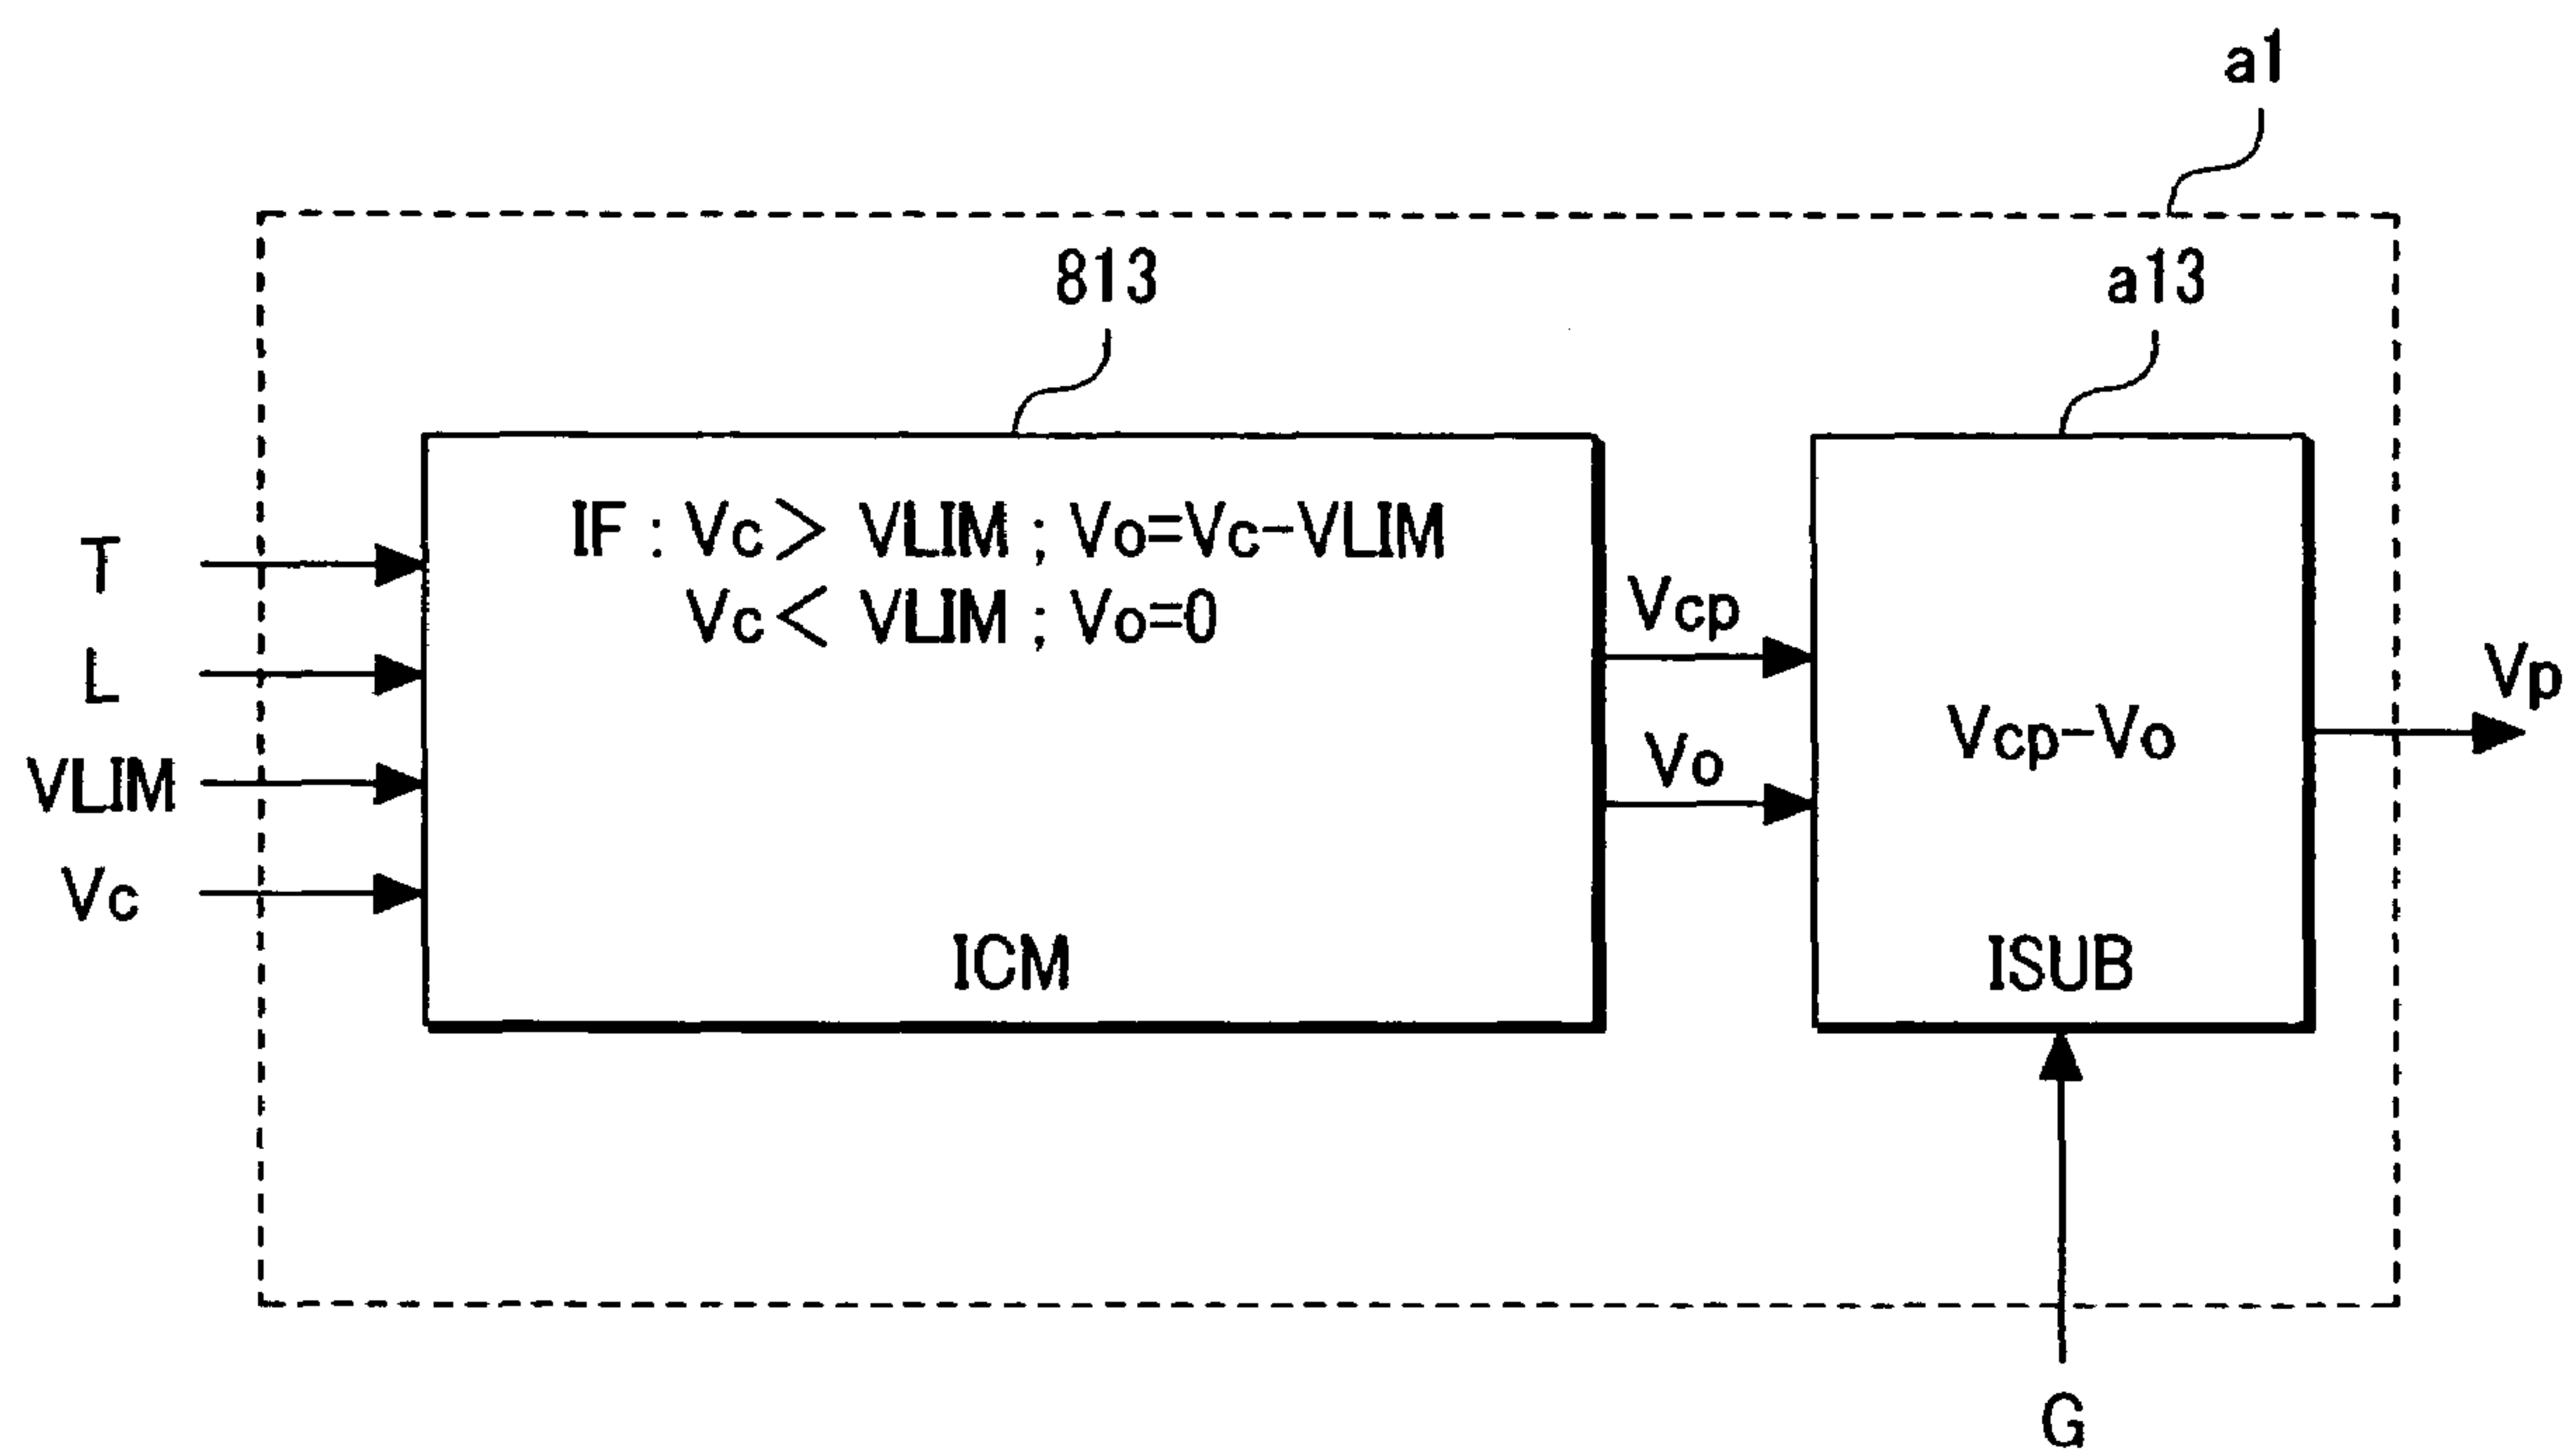 a1
813
a13
IF : Vc > VLIM ; Vo=Vc-VLIM
Vc < VLIM ; Vo=0
T
L
VLIM
Vc
Vcp
Vo
Vcp-Vo
Vp
ICM
ISUB
G